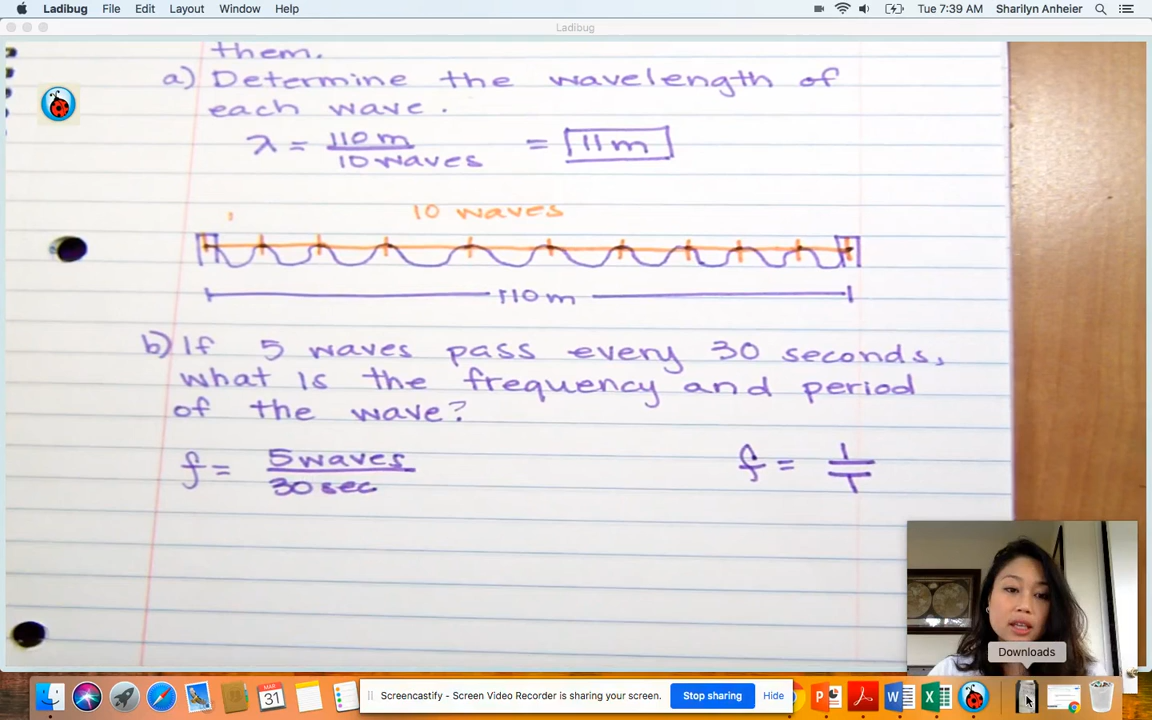 Ladibug File Edit Layout Window Help Tue 7:39 AM Sharilyn Anheier
Ladibug
them.
a) Determine the wavelength of
each wave.
λ = 110 m / 10 waves = 11 m
10 waves
110 m
b) If 5 waves pass every 30 seconds,
what is the frequency and period
of the wave?
f = 5 waves / 30 sec f = 1 / T
Downloads
MAR
31
Screencastify - Screen Video Recorder is sharing your screen. Stop sharing Hide